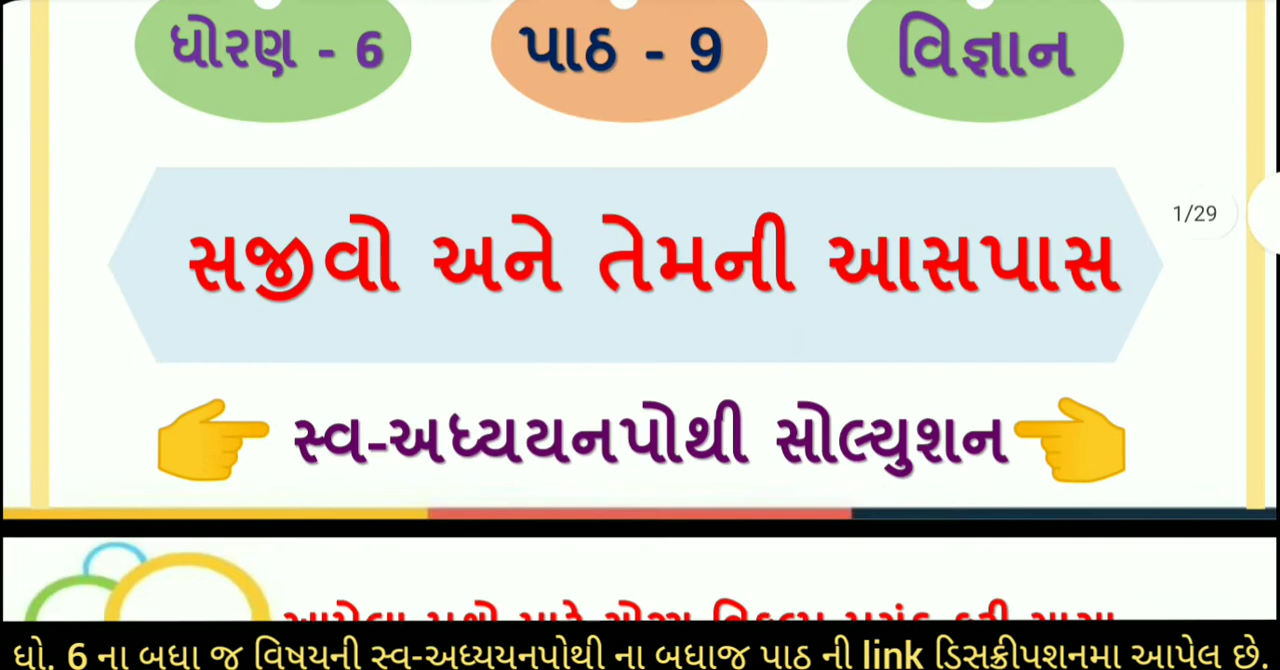 ધોરણ - 6
પાઠ - 9
વિજ્ઞાન
સજીવો અને તેમની આસપાસ
1/29
સ્વ-અધ્યયનપોથી સોલ્યુશન
ધો. 6 ના બધા જ વિષયની સ્વ-અધ્યયનપોથી ના બધાજ પાઠ ની link ડિસક્રીપશનમા આપેલ છે.